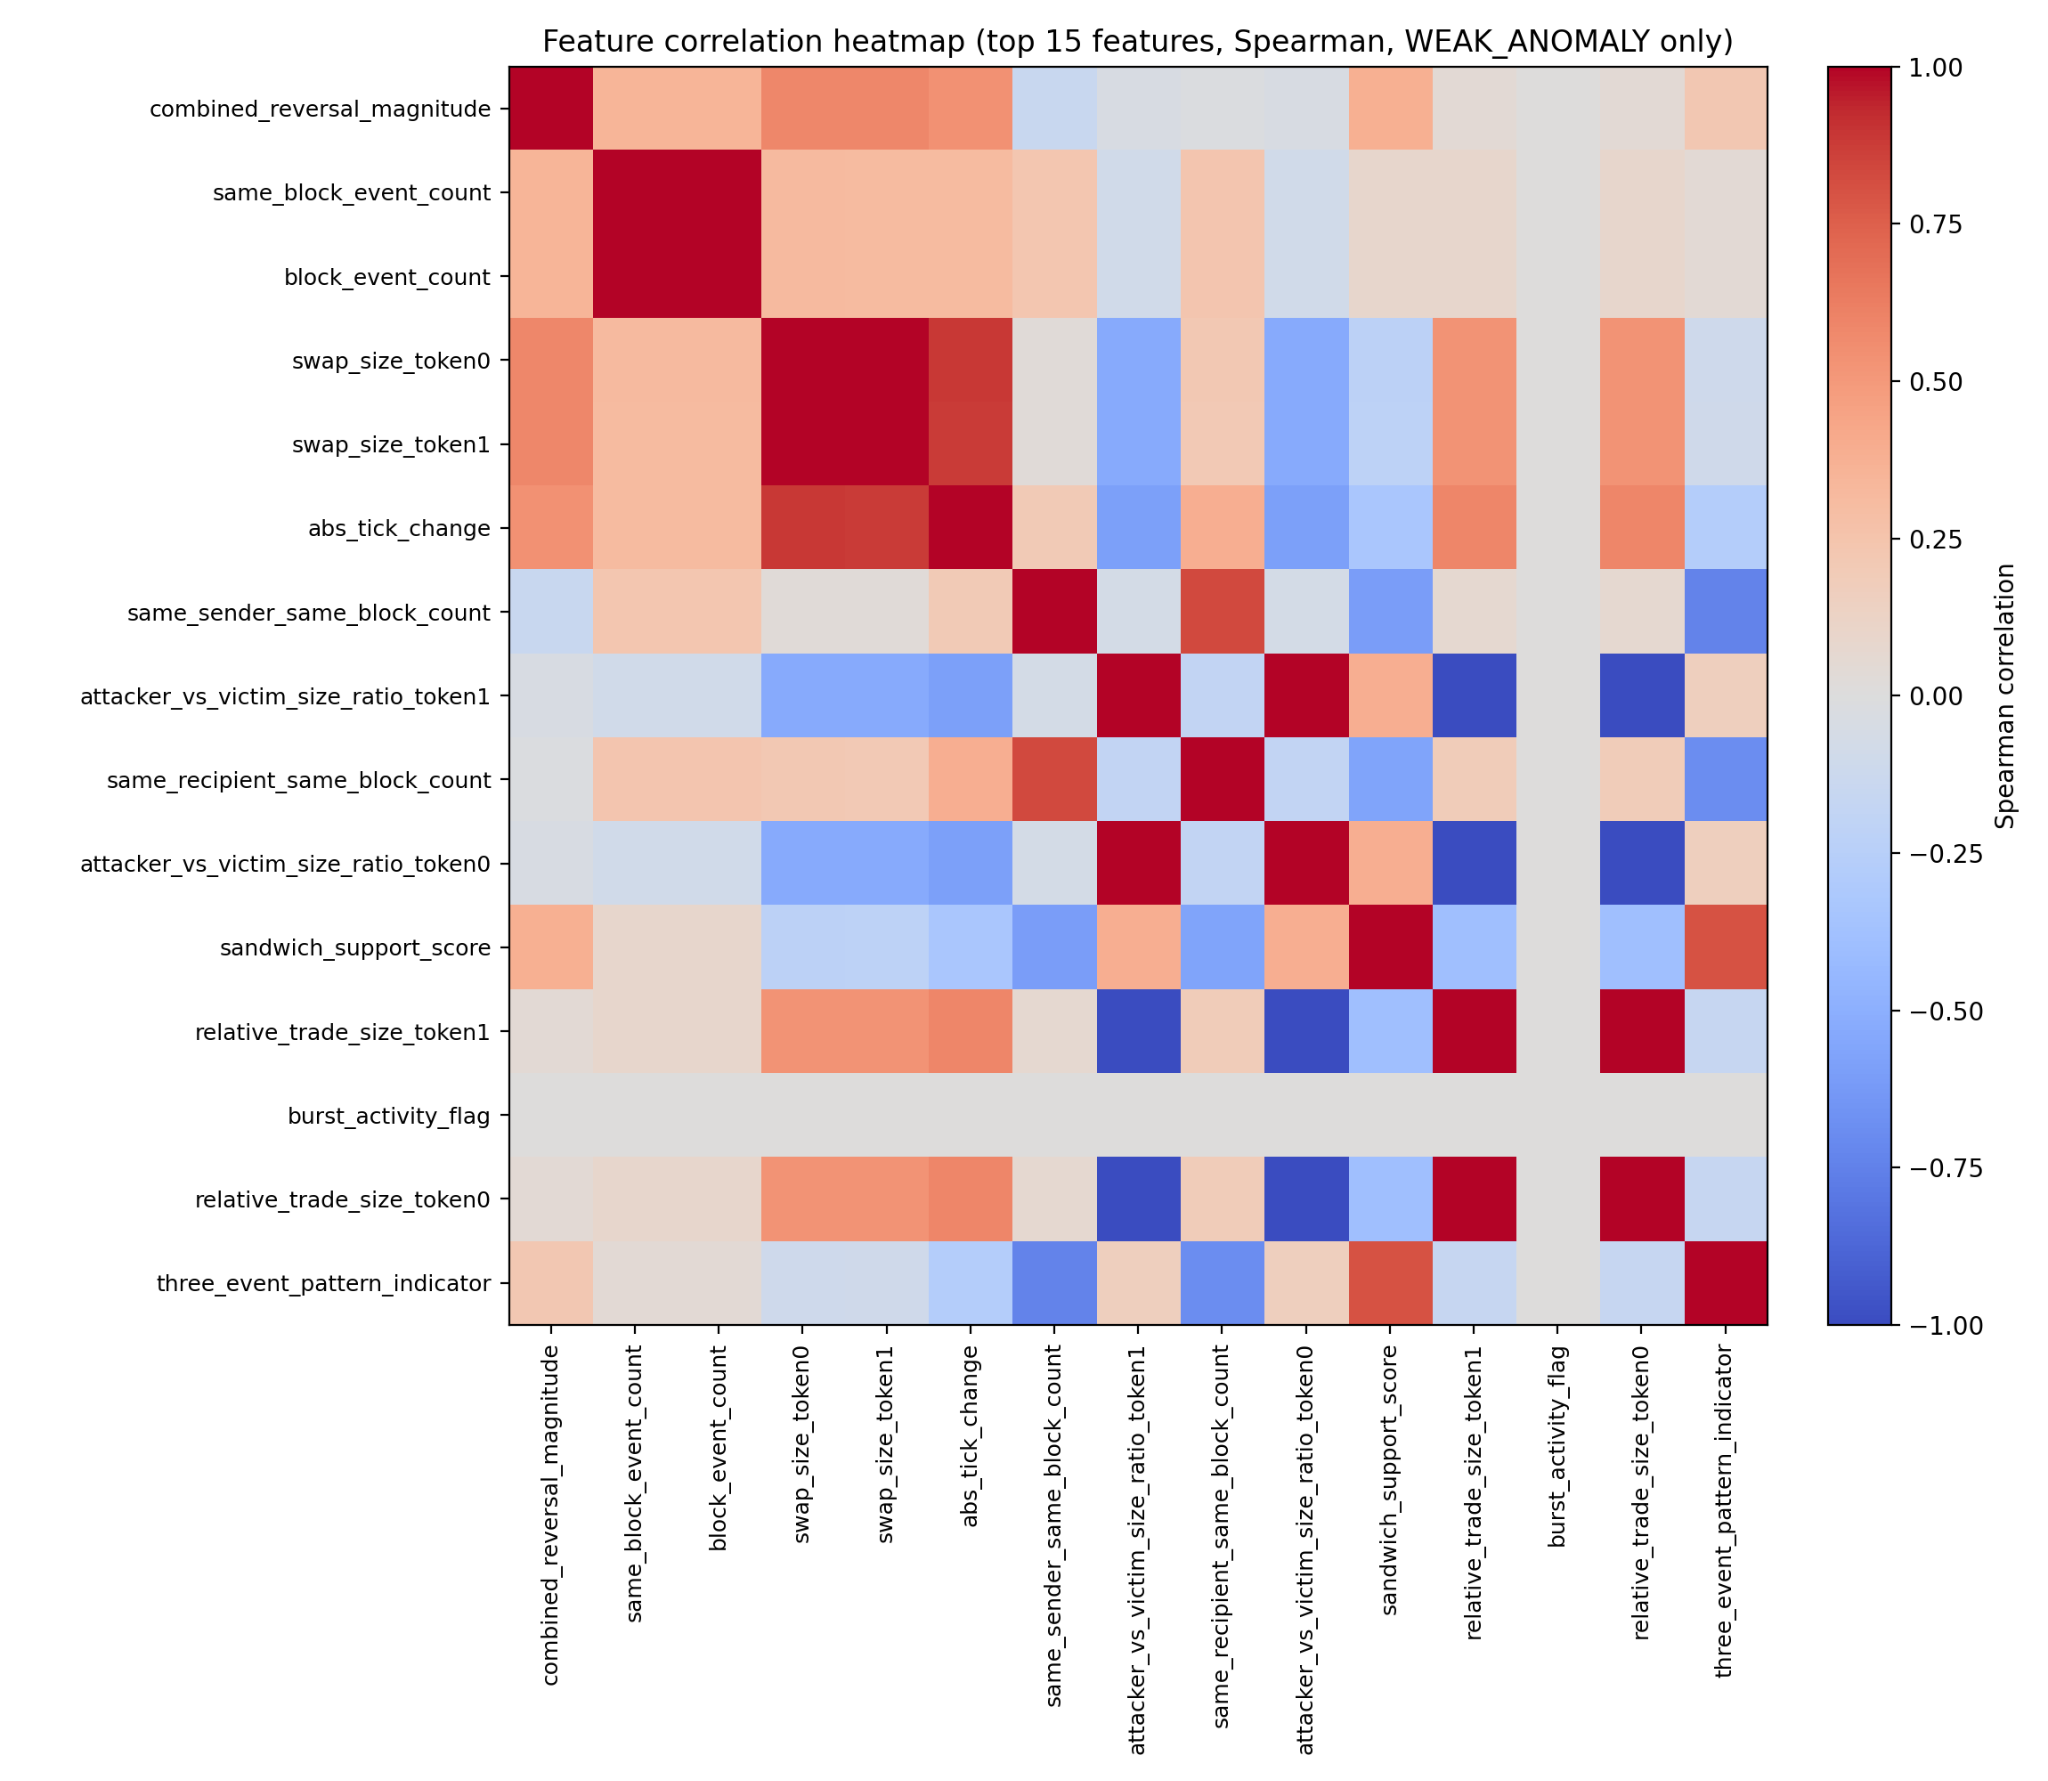 Feature correlation heatmap (top 15 features, Spearman, WEAK_ANOMALY only)
combined_reversal_magnitude
same_block_event_count
block_event_count
swap_size_token0
swap_size_token1
abs_tick_change
same_sender_same_block_count
attacker_vs_victim_size_ratio_token1
same_recipient_same_block_count
attacker_vs_victim_size_ratio_token0
sandwich_support_score
relative_trade_size_token1
burst_activity_flag
relative_trade_size_token0
three_event_pattern_indicator
combined_reversal_magnitude
same_block_event_count
block_event_count
swap_size_token0
swap_size_token1
abs_tick_change
same_sender_same_block_count
attacker_vs_victim_size_ratio_token1
same_recipient_same_block_count
attacker_vs_victim_size_ratio_token0
sandwich_support_score
relative_trade_size_token1
burst_activity_flag
relative_trade_size_token0
three_event_pattern_indicator
1.00
0.75
0.50
0.25
0.00
−0.25
−0.50
−0.75
−1.00
Spearman correlation